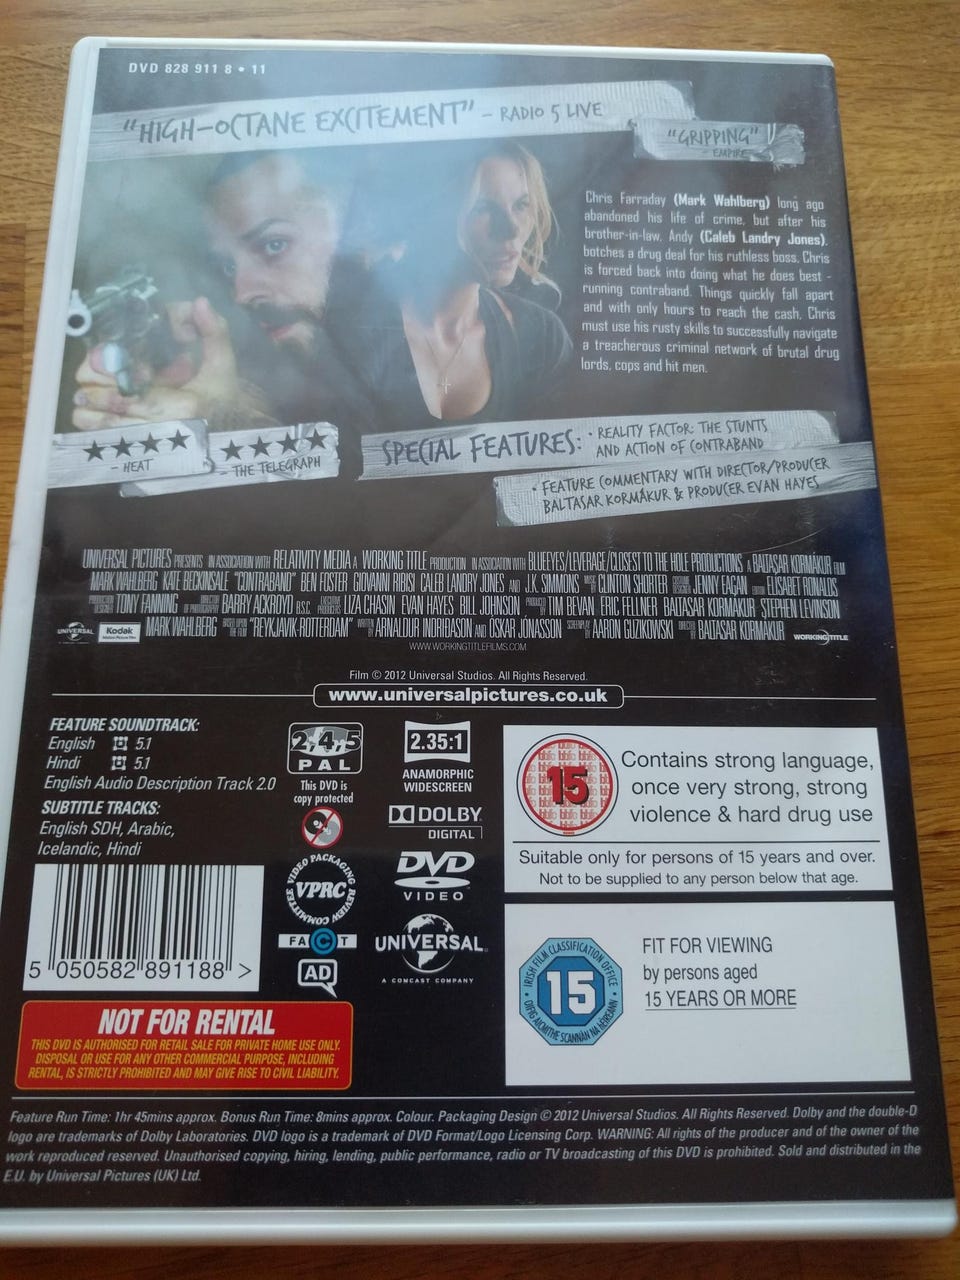 DVD 828 911 8 • 11
"HIGH-OCTANE EXCITEMENT" – RADIO 5 LIVE
"GRIPPING"
– EMPIRE
Chris Farraday (Mark Wahlberg) long ago
abandoned his life of crime, but after his
brother-in-law, Andy (Caleb Landry Jones),
botches a drug deal for his ruthless boss, Chris
is forced back into doing what he does best -
running contraband. Things quickly fall apart
and with only hours to reach the cash, Chris
must use his rusty skills to successfully navigate
a treacherous criminal network of brutal drug
lords, cops and hit men.
★★★★
– HEAT
★★★★
– THE TELEGRAPH
SPECIAL FEATURES:
• REALITY FACTOR: THE STUNTS
AND ACTION OF CONTRABAND
• FEATURE COMMENTARY WITH DIRECTOR/PRODUCER
BALTASAR KORMÁKUR & PRODUCER EVAN HAYES
UNIVERSAL PICTURES PRESENTS IN ASSOCIATION WITH RELATIVITY MEDIA A WORKING TITLE PRODUCTION IN ASSOCIATION WITH BLUEEYES/LEVERAGE/CLOSEST TO THE HOLE PRODUCTIONS A BALTASAR KORMÁKUR FILM
MARK WAHLBERG KATE BECKINSALE "CONTRABAND" BEN FOSTER GIOVANNI RIBISI CALEB LANDRY JONES AND J.K. SIMMONS MUSIC BY CLINTON SHORTER COSTUME DESIGNER JENNY EAGAN EDITOR ELÍSABET RONALDS
PRODUCTION DESIGNER TONY FANNING DIRECTOR OF PHOTOGRAPHY BARRY ACKROYD B.S.C. EXECUTIVE PRODUCERS LIZA CHASIN EVAN HAYES BILL JOHNSON PRODUCED BY TIM BEVAN ERIC FELLNER BALTASAR KORMÁKUR STEPHEN LEVINSON
MARK WAHLBERG BASED UPON THE FILM "REYKJAVIK-ROTTERDAM" WRITTEN BY ARNALDUR INDRIÐASON AND ÓSKAR JÓNASSON SCREENPLAY BY AARON GUZIKOWSKI DIRECTED BY BALTASAR KORMÁKUR
UNIVERSAL
Kodak
Motion Picture Film
WORKING TITLE
WWW.WORKINGTITLEFILMS.COM
Film © 2012 Universal Studios. All Rights Reserved.
www.universalpictures.co.uk
FEATURE SOUNDTRACK:
English 5.1
Hindi 5.1
English Audio Description Track 2.0
SUBTITLE TRACKS:
English SDH, Arabic,
Icelandic, Hindi
5 050582 891188 >
2,4,5
PAL
This DVD is
copy protected
VIDEO PACKAGING REVIEW COMMITTEE
VPRC
FACT
AD
2.35:1
ANAMORPHIC
WIDESCREEN
DOLBY
DIGITAL
DVD
VIDEO
UNIVERSAL
A COMCAST COMPANY
15
Contains strong language,
once very strong, strong
violence & hard drug use
Suitable only for persons of 15 years and over.
Not to be supplied to any person below that age.
IRISH FILM CLASSIFICATION OFFICE
15
OIFIG AICMITHE SCANNÁN NA hÉIREANN
FIT FOR VIEWING
by persons aged
15 YEARS OR MORE
NOT FOR RENTAL
THIS DVD IS AUTHORISED FOR RETAIL SALE FOR PRIVATE HOME USE ONLY.
DISPOSAL OR USE FOR ANY OTHER COMMERCIAL PURPOSE, INCLUDING
RENTAL, IS STRICTLY PROHIBITED AND MAY GIVE RISE TO CIVIL LIABILITY.
Feature Run Time: 1hr 45mins approx. Bonus Run Time: 8mins approx. Colour. Packaging Design © 2012 Universal Studios. All Rights Reserved. Dolby and the double-D
logo are trademarks of Dolby Laboratories. DVD logo is a trademark of DVD Format/Logo Licensing Corp. WARNING: All rights of the producer and of the owner of the
work reproduced reserved. Unauthorised copying, hiring, lending, public performance, radio or TV broadcasting of this DVD is prohibited. Sold and distributed in the
E.U. by Universal Pictures (UK) Ltd.